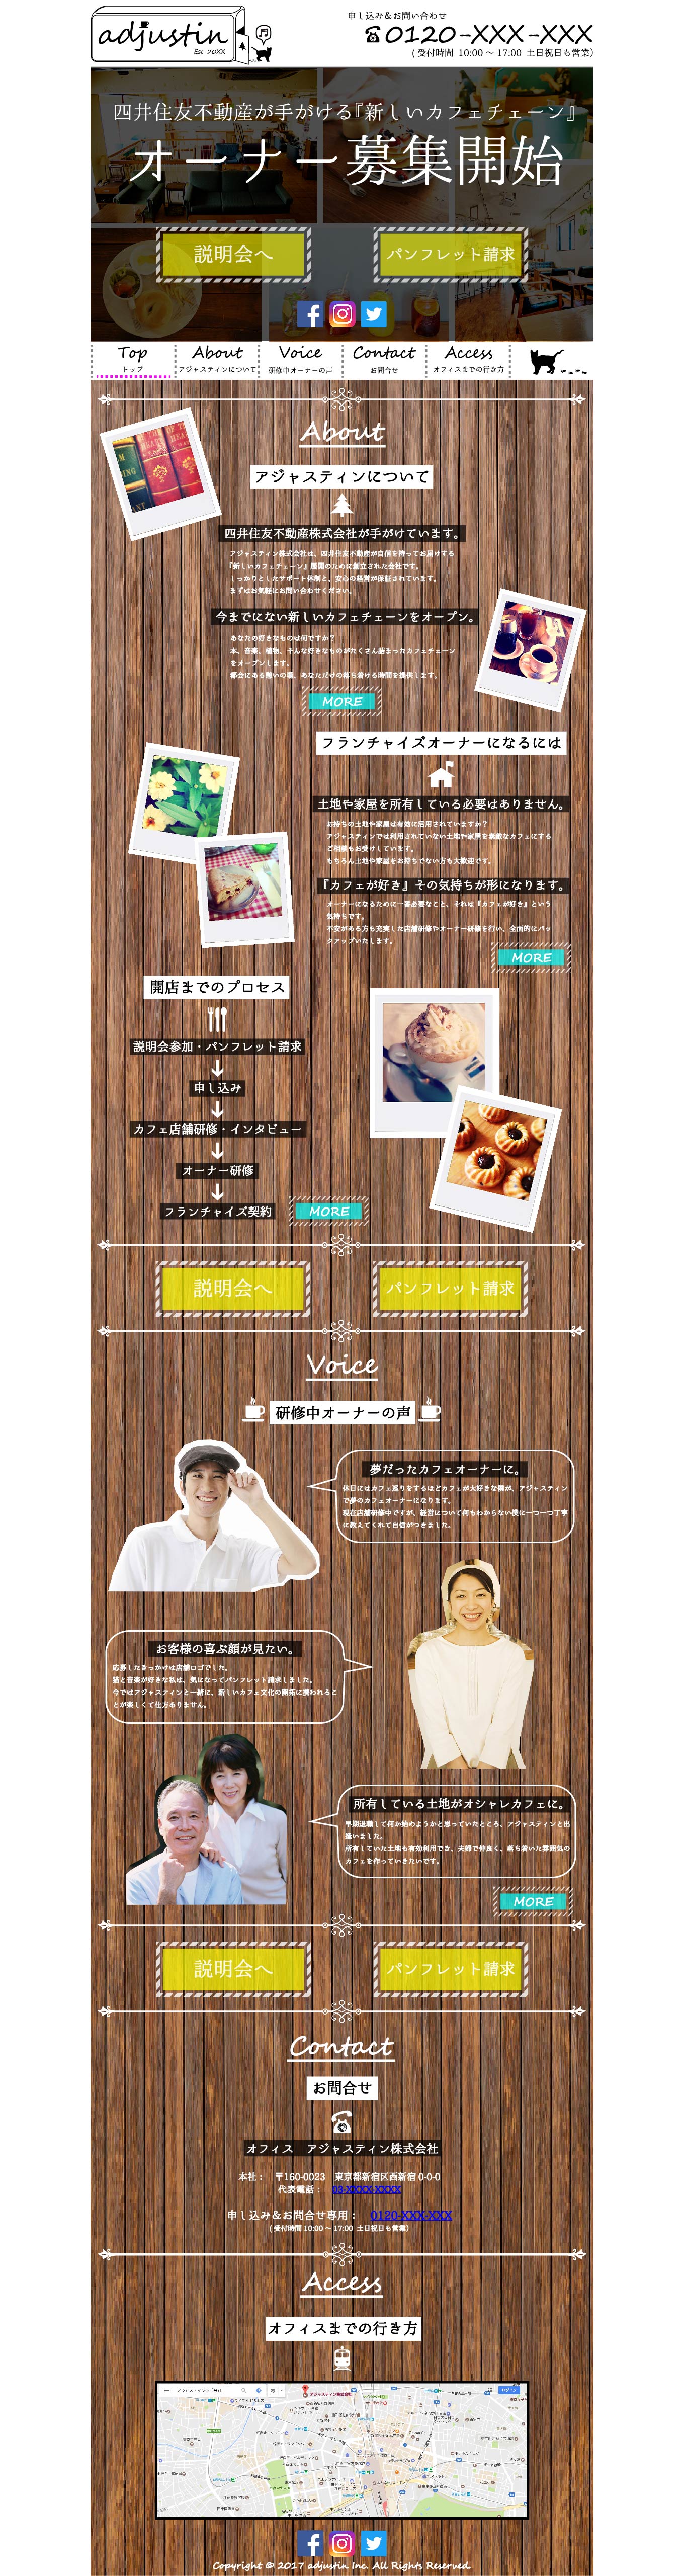 adjustin
Est. 20XX
申し込み&お問い合わせ
0120-XXX-XXX
( 受付時間 10:00 ～ 17:00 土日祝日も営業)
四井住友不動産が手がける『新しいカフェチェーン』
オーナー募集開始
説明会へ
パンフレット請求
Top
About
Voice
Contact
Access
トップ
アジャスティンについて
研修中オーナーの声
お問合せ
オフィスまでの行き方
About
アジャスティンについて
四井住友不動産株式会社が手がけています。
アジャスティン株式会社は、四井住友不動産が自信を持ってお届けする
『新しいカフェチェーン』展開のために創立された会社です。
しっかりとしたサポート体制と、安心の経営が保証されています。
まずはお気軽にお問い合わせください。
今までにない新しいカフェチェーンをオープン。
あなたの好きなものは何ですか？
本、音楽、植物、そんな好きなものがたくさん詰まったカフェチェーン
をオープンします。
都会にある憩いの場、あなただけの落ち着ける時間を提供します。
MORE
フランチャイズオーナーになるには
土地や家屋を所有している必要はありません。
お持ちの土地や家屋は有効に活用されていますか？
アジャスティンでは利用されていない土地や家屋を素敵なカフェにする
ご相談もお受けしています。
もちろん土地や家屋をお持ちでない方も大歓迎です。
『カフェが好き』その気持ちが形になります。
オーナーになるために一番必要なこと、それは『カフェが好き』という
気持ちです。
不安がある方も充実した店舗研修やオーナー研修を行い、全面的にバッ
クアップいたします。
MORE
開店までのプロセス
説明会参加・パンフレット請求
↓
申し込み
↓
カフェ店舗研修・インタビュー
↓
オーナー研修
↓
フランチャイズ契約
MORE
説明会へ
パンフレット請求
Voice
研修中オーナーの声
夢だったカフェオーナーに。
休日にはカフェ巡りをするほどカフェが大好きな僕が、アジャスティン
で夢のカフェオーナーになります。
現在店舗研修中ですが、経営について何もわからない僕に一つ一つ丁寧
に教えてくれて自信がつきました。
お客様の喜ぶ顔が見たい。
応募したきっかけは店舗ロゴでした。
猫と音楽が好きな私は、気になってパンフレット請求しました。
今ではアジャスティンと一緒に、新しいカフェ文化の開拓に携われるこ
とが楽しくて仕方ありません。
所有している土地がオシャレカフェに。
早期退職して何か始めようかと思っていたところ、アジャスティンと出
逢いました。
所有していた土地も有効利用でき、夫婦で仲良く、落ち着いた雰囲気の
カフェを作っていきたいです。
MORE
説明会へ
パンフレット請求
Contact
お問合せ
オフィス アジャスティン株式会社
本社： 〒160-0023 東京都新宿区西新宿 0-0-0
代表電話： 03-XXXX-XXXX
申し込み&お問合せ専用： 0120-XXX-XXX
( 受付時間 10:00 ～ 17:00 土日祝日も営業)
Access
オフィスまでの行き方
アジャスティン株式会社
Copyright © 2017 adjustin Inc. All Rights Reserved.